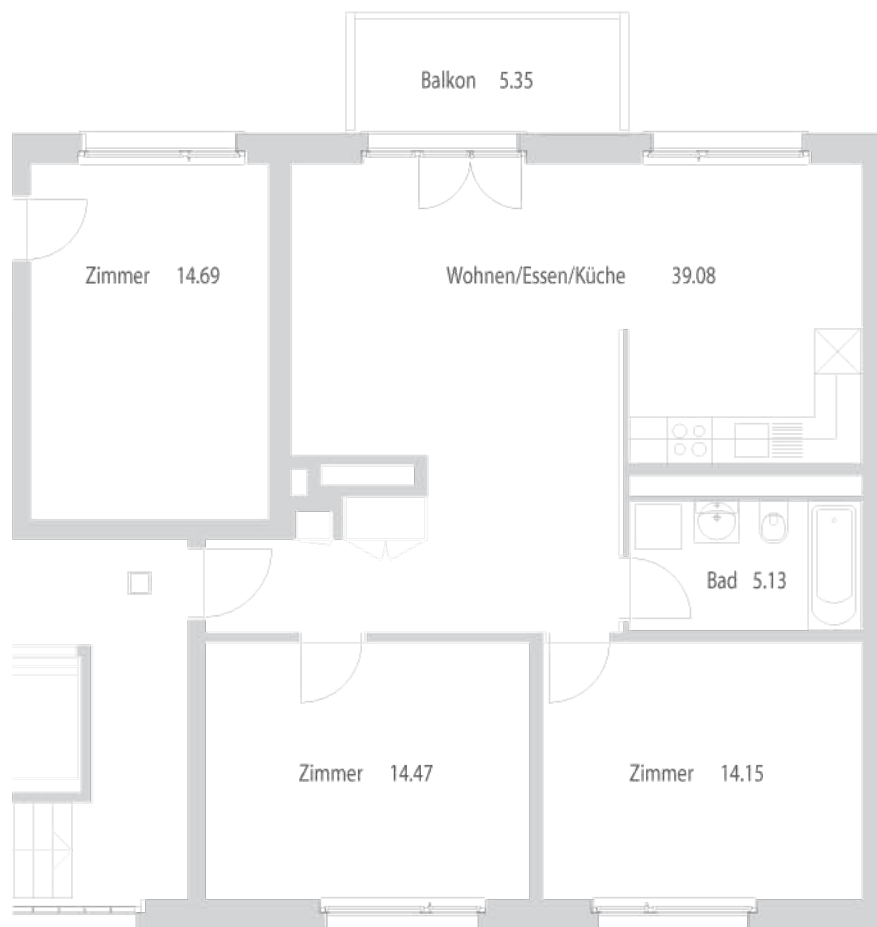 Balkon 5.35
Zimmer 14.69
Wohnen/Essen/Küche 39.08
Bad 5.13
Zimmer 14.47
Zimmer 14.15